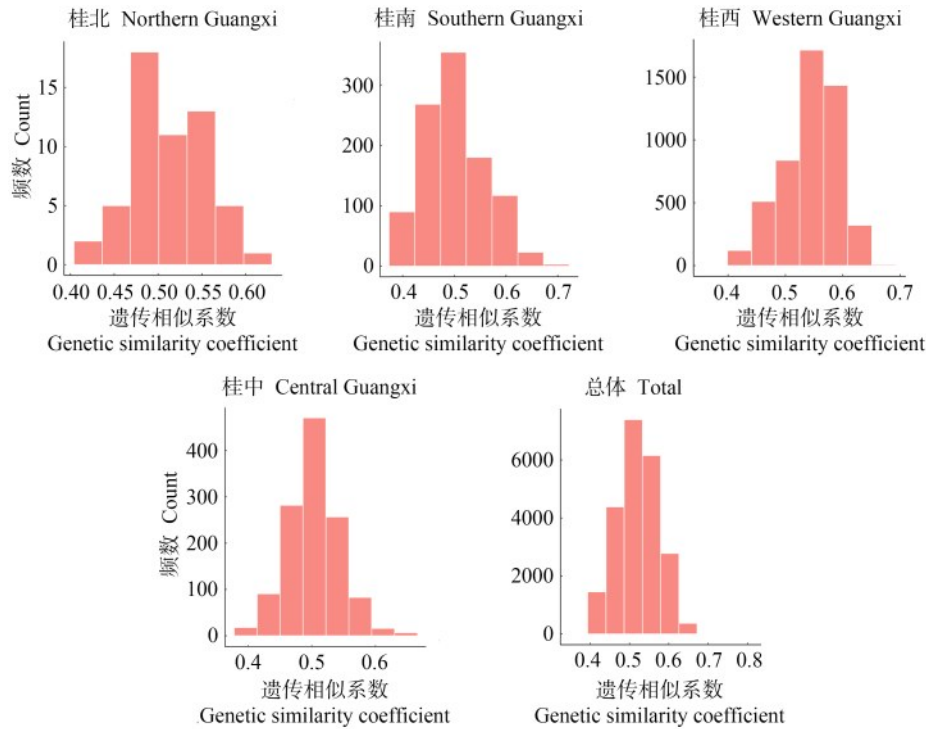 桂北 Northern Guangxi
频数 Count
15
10
5
0
0.40 0.45 0.50 0.55 0.60
遗传相似系数
Genetic similarity coefficient
桂南 Southern Guangxi
300
200
100
0
0.4 0.5 0.6 0.7
遗传相似系数
Genetic similarity coefficient
桂西 Western Guangxi
1500
1000
500
0
0.4 0.5 0.6 0.7
遗传相似系数
Genetic similarity coefficient
桂中 Central Guangxi
频数 Count
400
300
200
100
0
0.4 0.5 0.6
遗传相似系数
Genetic similarity coefficient
总体 Total
6000
4000
2000
0
0.4 0.5 0.6 0.7 0.8
遗传相似系数
Genetic similarity coefficient